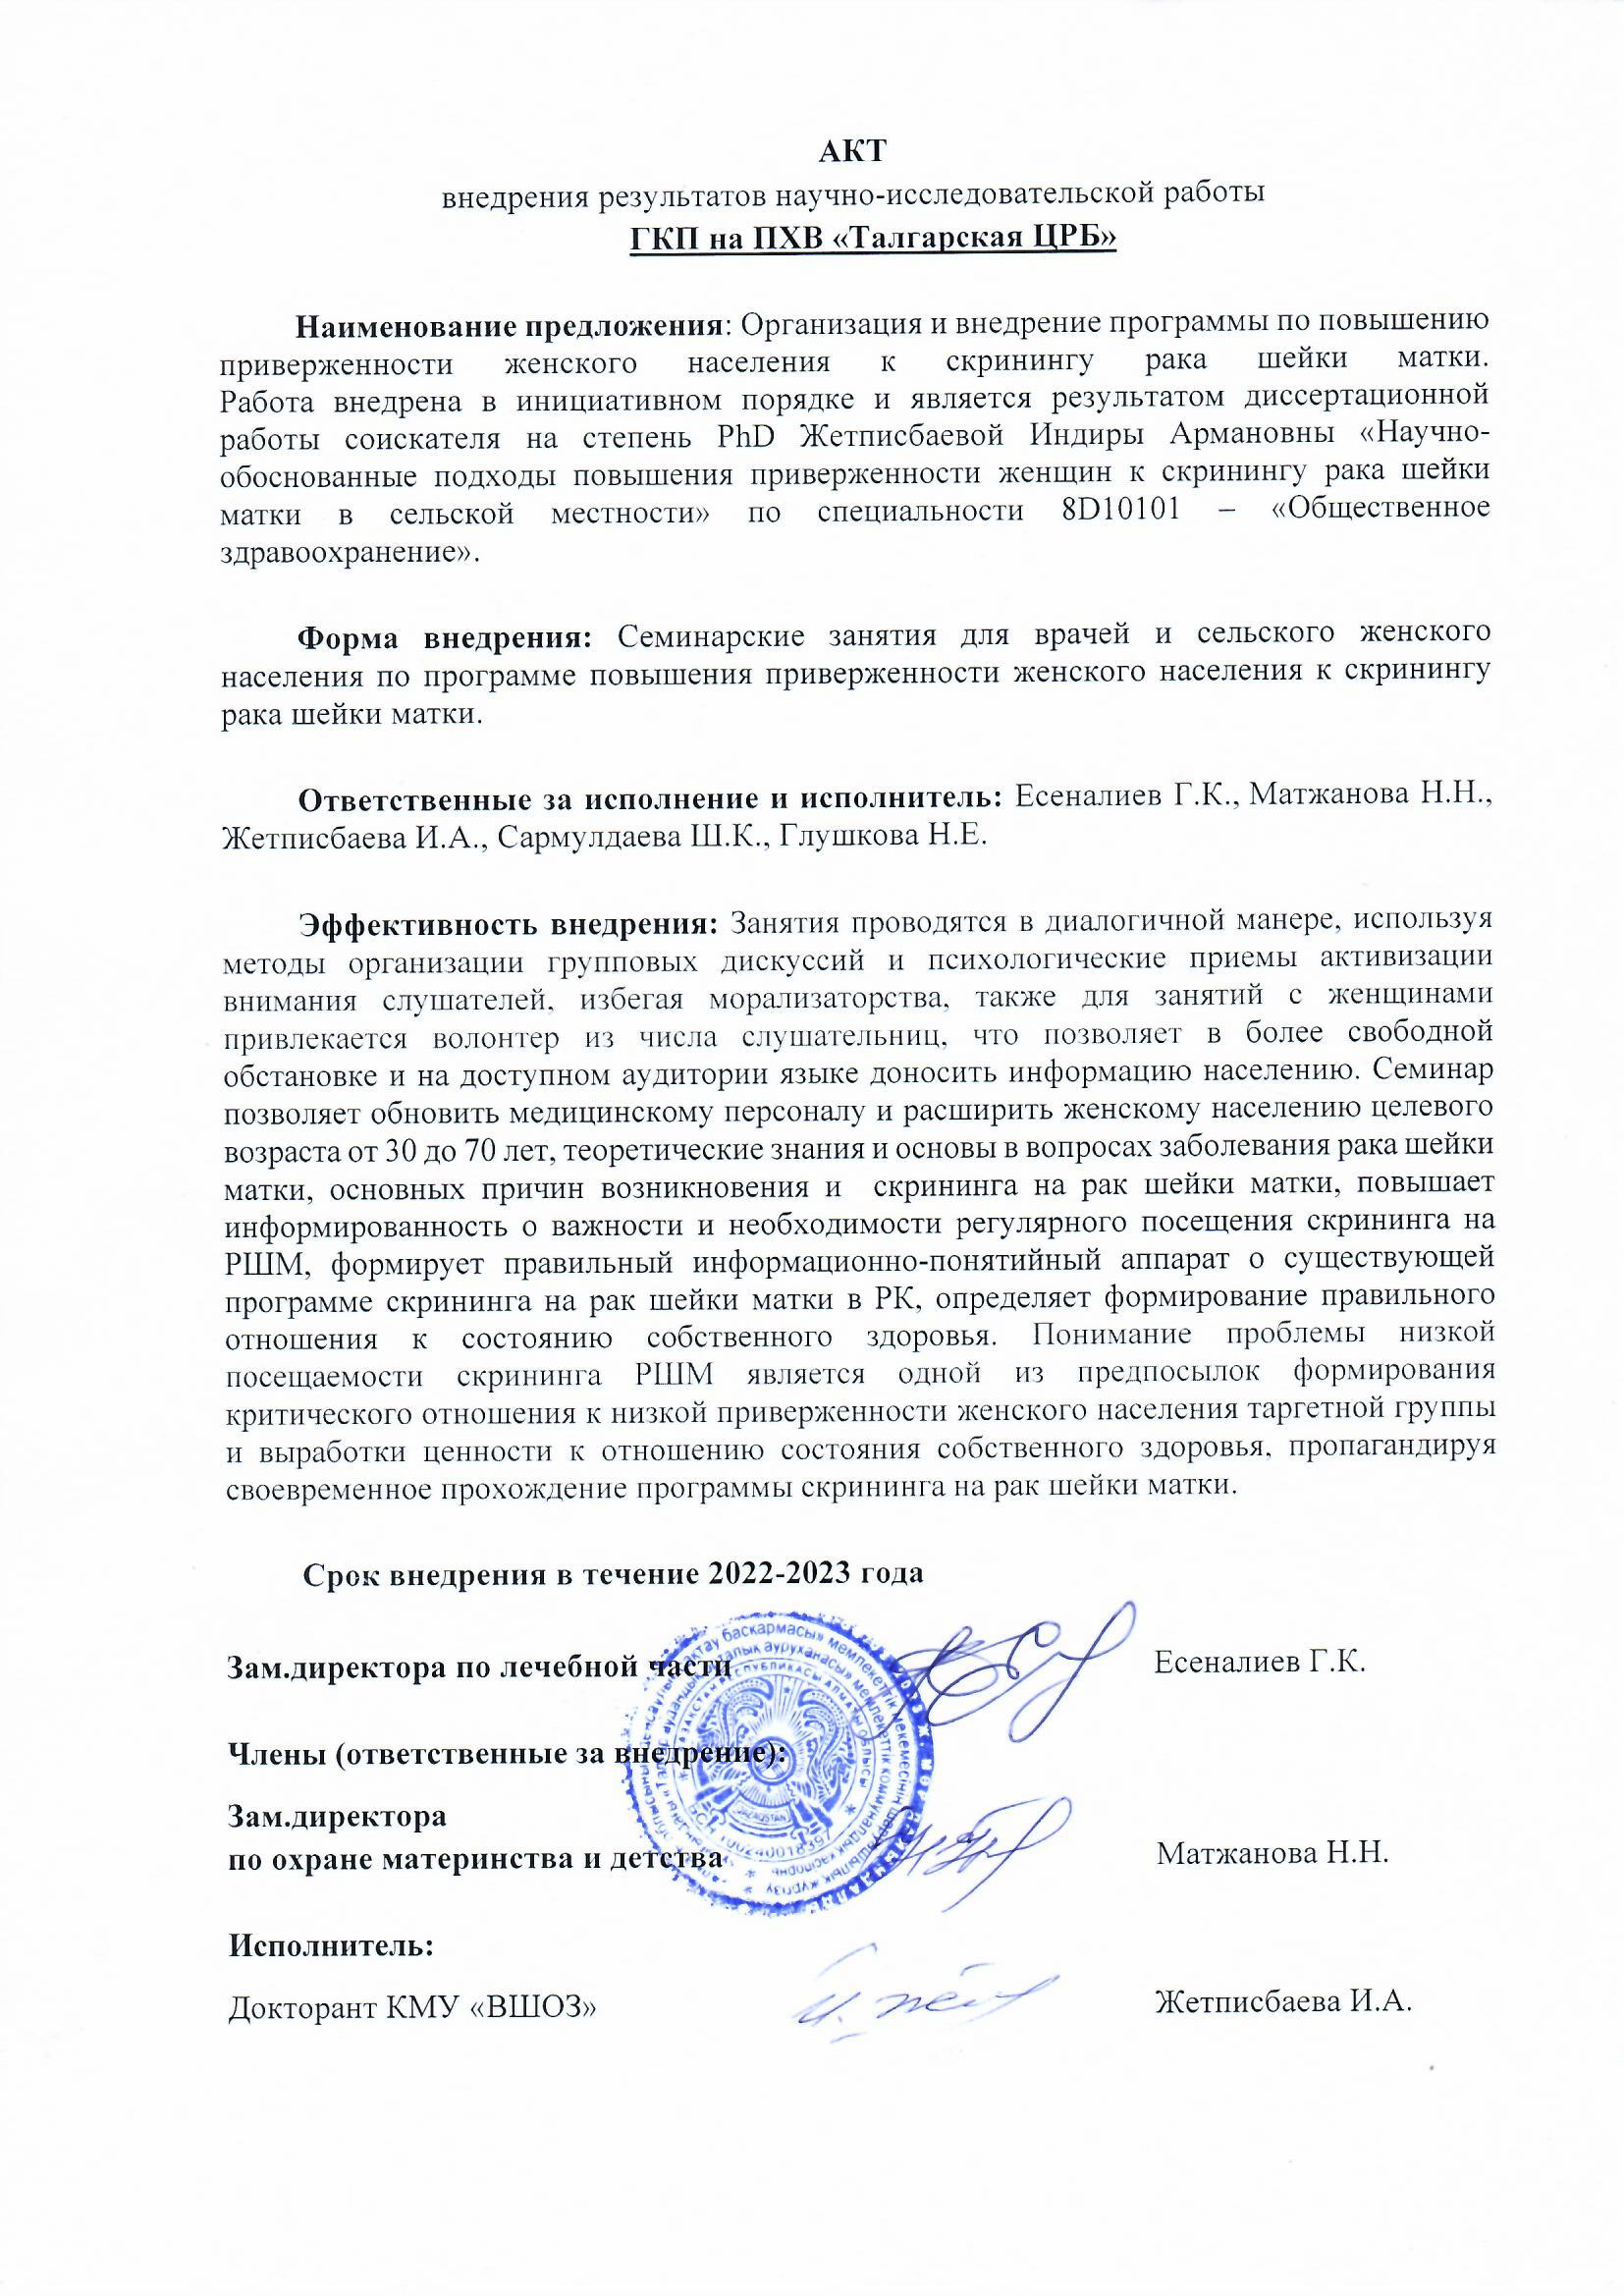 АКТ
внедрения результатов научно-исследовательской работы
ГКП на ПХВ «Талгарская ЦРБ»
Наименование предложения: Организация и внедрение программы по повышению
приверженности женского населения к скринингу рака шейки матки.
Работа внедрена в инициативном порядке и является результатом диссертационной
работы соискателя на степень PhD Жетписбаевой Индиры Армановны «Научно-
обоснованные подходы повышения приверженности женщин к скринингу рака шейки
матки в сельской местности» по специальности 8D10101 – «Общественное
здравоохранение».
Форма внедрения: Семинарские занятия для врачей и сельского женского
населения по программе повышения приверженности женского населения к скринингу
рака шейки матки.
Ответственные за исполнение и исполнитель: Есеналиев Г.К., Матжанова Н.Н.,
Жетписбаева И.А., Сармулдаева Ш.К., Глушкова Н.Е.
Эффективность внедрения: Занятия проводятся в диалогичной манере, используя
методы организации групповых дискуссий и психологические приемы активизации
внимания слушателей, избегая морализаторства, также для занятий с женщинами
привлекается волонтер из числа слушательниц, что позволяет в более свободной
обстановке и на доступном аудитории языке доносить информацию населению. Семинар
позволяет обновить медицинскому персоналу и расширить женскому населению целевого
возраста от 30 до 70 лет, теоретические знания и основы в вопросах заболевания рака шейки
матки, основных причин возникновения и скрининга на рак шейки матки, повышает
информированность о важности и необходимости регулярного посещения скрининга на
РШМ, формирует правильный информационно-понятийный аппарат о существующей
программе скрининга на рак шейки матки в РК, определяет формирование правильного
отношения к состоянию собственного здоровья. Понимание проблемы низкой
посещаемости скрининга РШМ является одной из предпосылок формирования
критического отношения к низкой приверженности женского населения таргетной группы
и выработки ценности к отношению состояния собственного здоровья, пропагандируя
своевременное прохождение программы скрининга на рак шейки матки.
Срок внедрения в течение 2022-2023 года
Зам.директора по лечебной части Есеналиев Г.К.
Члены (ответственные за внедрение):
Зам.директора
по охране материнства и детства Матжанова Н.Н.
Исполнитель:
Докторант КМУ «ВШОЗ» Жетписбаева И.А.